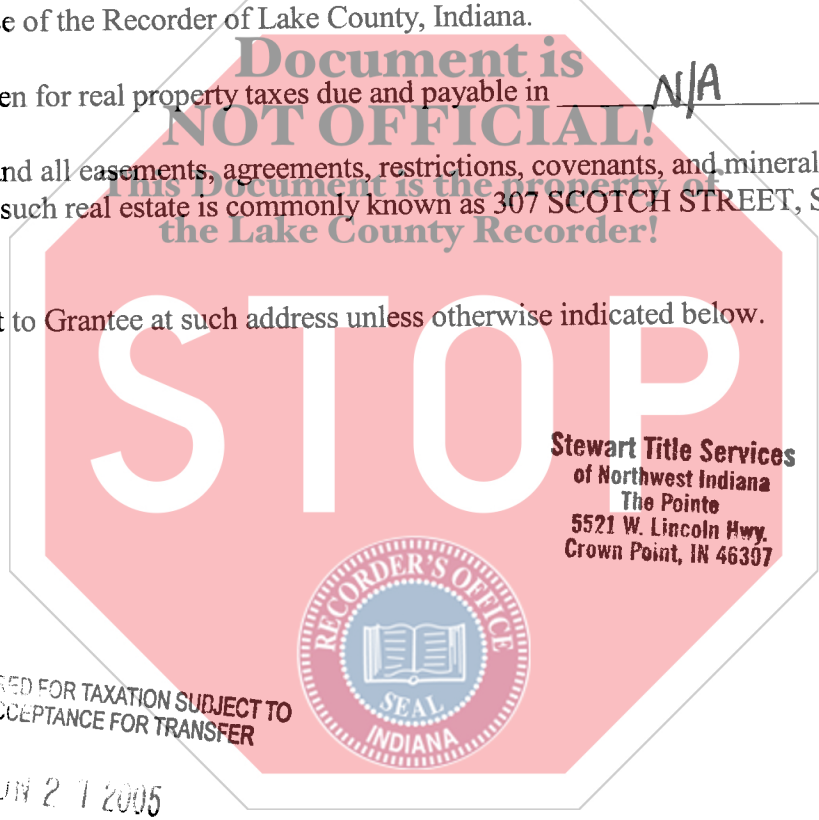 e of the Recorder of Lake County, Indiana.
Document is
en for real property taxes due and payable in N/A
NOT OFFICIAL!
nd all easements, agreements, restrictions, covenants, and mineral
This Document is the property of
such real estate is commonly known as 307 SCOTCH STREET, S
the Lake County Recorder!
t to Grantee at such address unless otherwise indicated below.
STOP
Stewart Title Services
of Northwest Indiana
The Pointe
5521 W. Lincoln Hwy.
Crown Point, IN 46307
RECORDER'S OFFICE
SEAL
INDIANA
ED FOR TAXATION SUBJECT TO
CCEPTANCE FOR TRANSFER
UN 2 1 2005